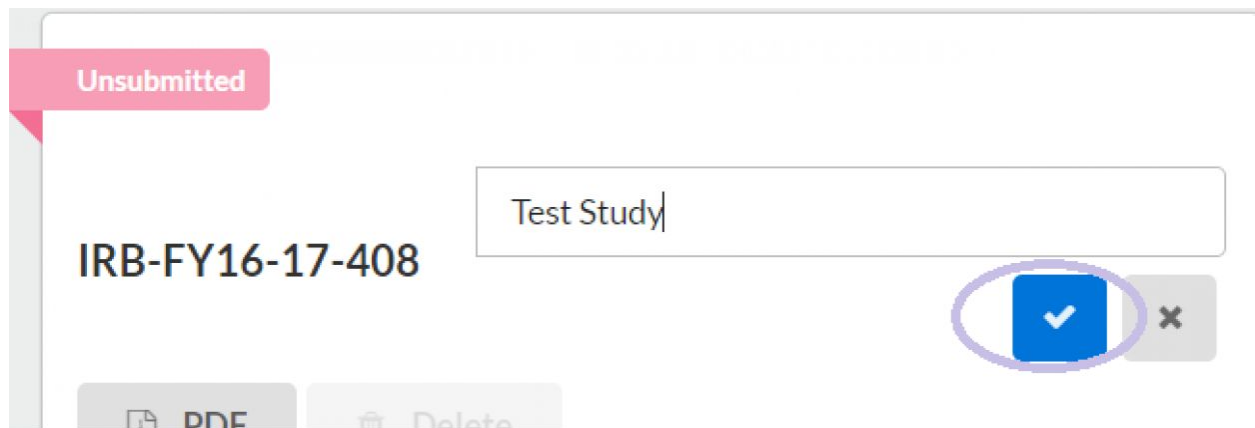 Unsubmitted
Test Study
IRB-FY16-17-408
PDF
Delete